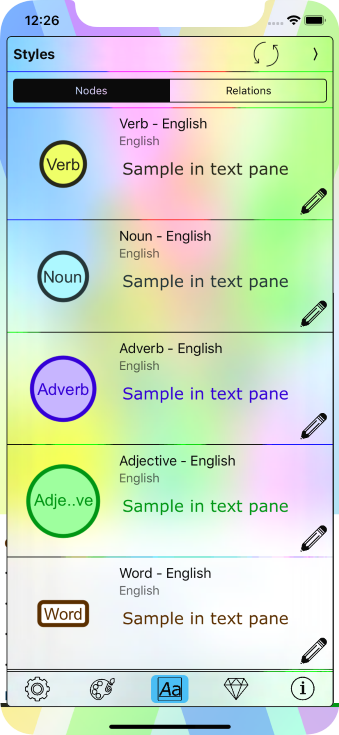 12:26
Styles
Nodes
Relations
Verb - English
English
Verb
Sample in text pane
Noun - English
English
Noun
Sample in text pane
Adverb - English
English
Adverb
Sample in text pane
Adjective - English
English
Adje..ve
Sample in text pane
Word - English
English
Word
Sample in text pane
Aa